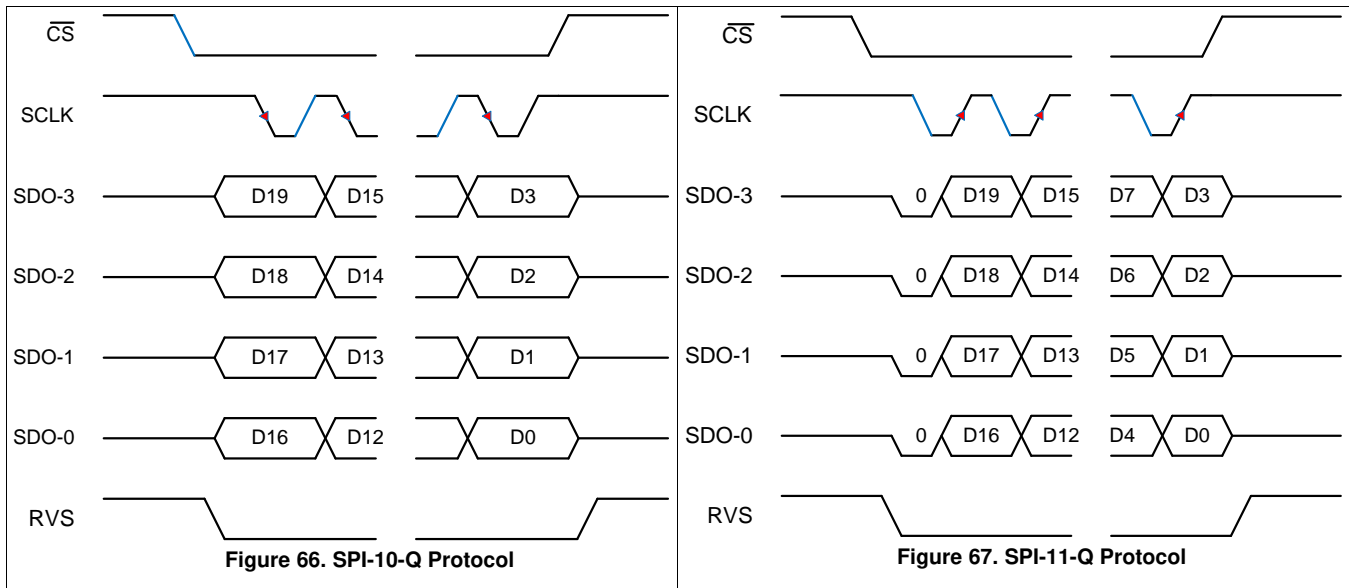 CS
SCLK
SDO-3 D19 D15 D3
SDO-2 D18 D14 D2
SDO-1 D17 D13 D1
SDO-0 D16 D12 D0
RVS
Figure 66. SPI-10-Q Protocol
CS
SCLK
SDO-3 0 D19 D15 D7 D3
SDO-2 0 D18 D14 D6 D2
SDO-1 0 D17 D13 D5 D1
SDO-0 0 D16 D12 D4 D0
RVS
Figure 67. SPI-11-Q Protocol